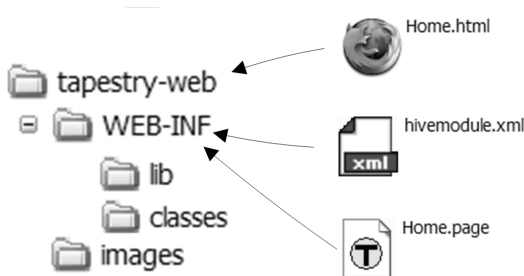 Home.html
tapestry-web
WEB-INF
hivemodule.xml
xml
lib
classes
Home.page
T
images